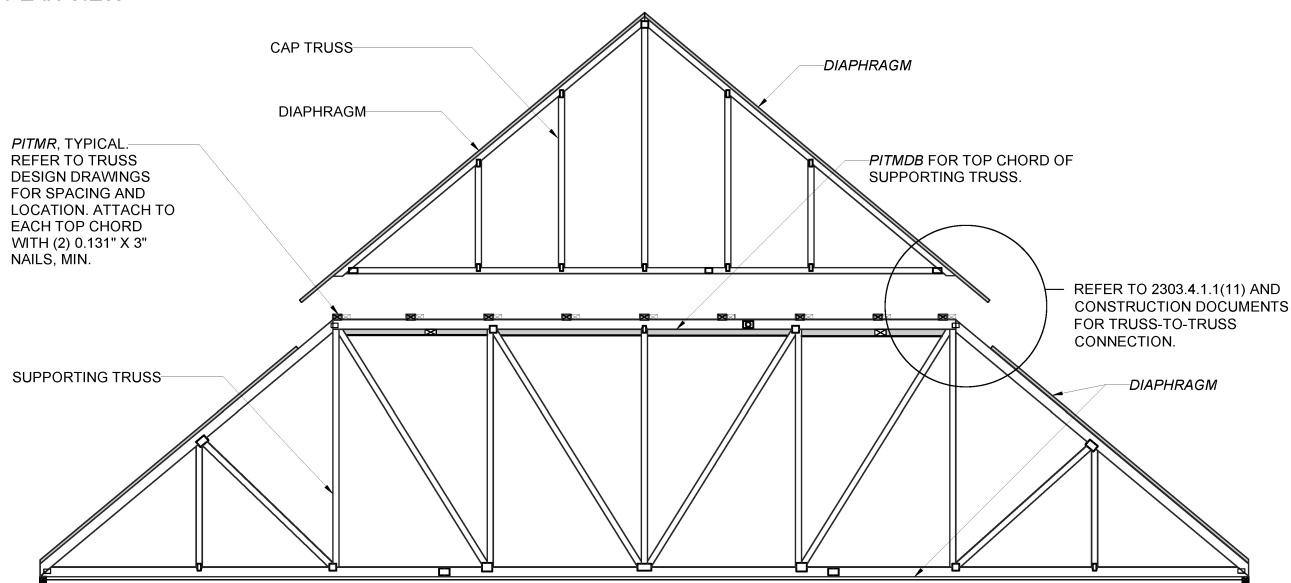 CAP TRUSS
DIAPHRAGM
DIAPHRAGM
PITMR, TYPICAL.
REFER TO TRUSS
DESIGN DRAWINGS
FOR SPACING AND
LOCATION. ATTACH TO
EACH TOP CHORD
WITH (2) 0.131" X 3"
NAILS, MIN.
PITMDB FOR TOP CHORD OF
SUPPORTING TRUSS.
REFER TO 2303.4.1.1(11) AND
CONSTRUCTION DOCUMENTS
FOR TRUSS-TO-TRUSS
CONNECTION.
SUPPORTING TRUSS
DIAPHRAGM